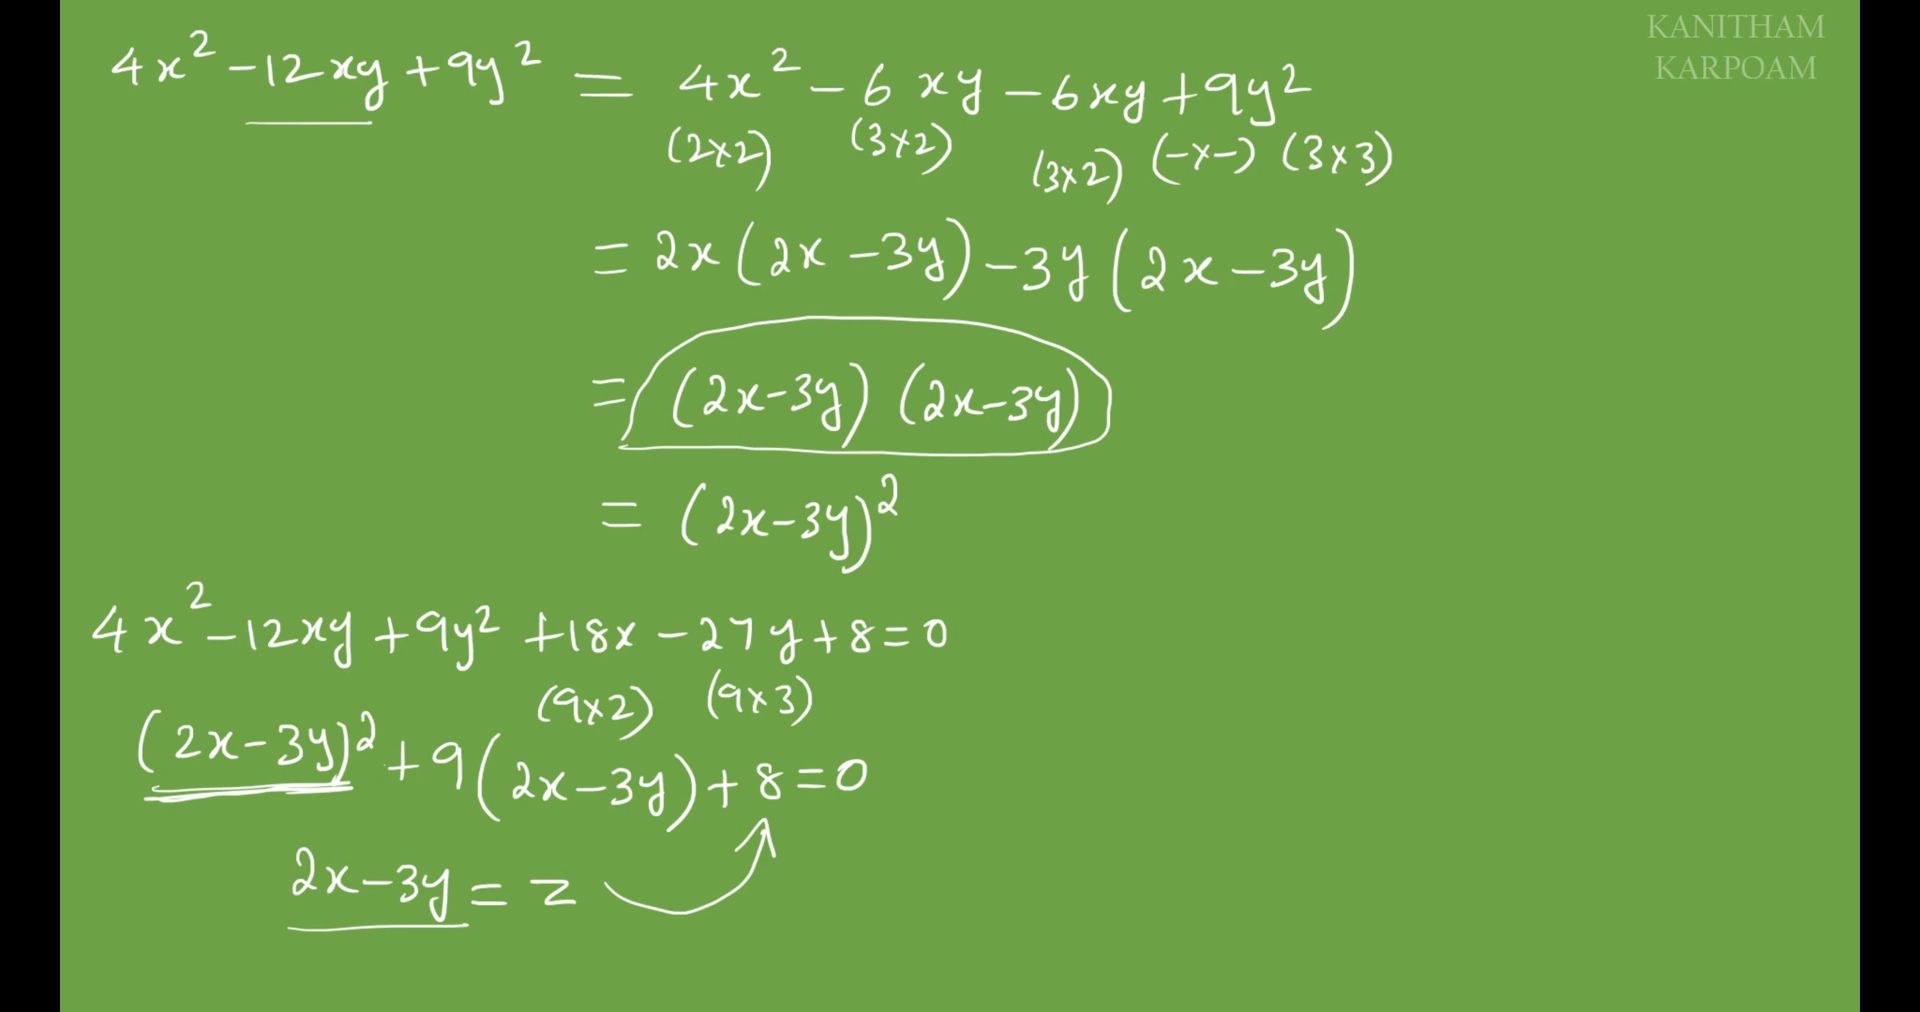 KANITHAM
KARPOAM
4x² - 12xy + 9y² = 4x² - 6xy - 6xy + 9y²
(2×2) (3×2) (3×2) (-×-) (3×3)
= 2x(2x - 3y) - 3y(2x - 3y)
= (2x-3y) (2x-3y)
= (2x-3y)²
4x² - 12xy + 9y² + 18x - 27y + 8 = 0
(9×2) (9×3)
(2x-3y)² + 9(2x-3y) + 8 = 0
2x-3y = z